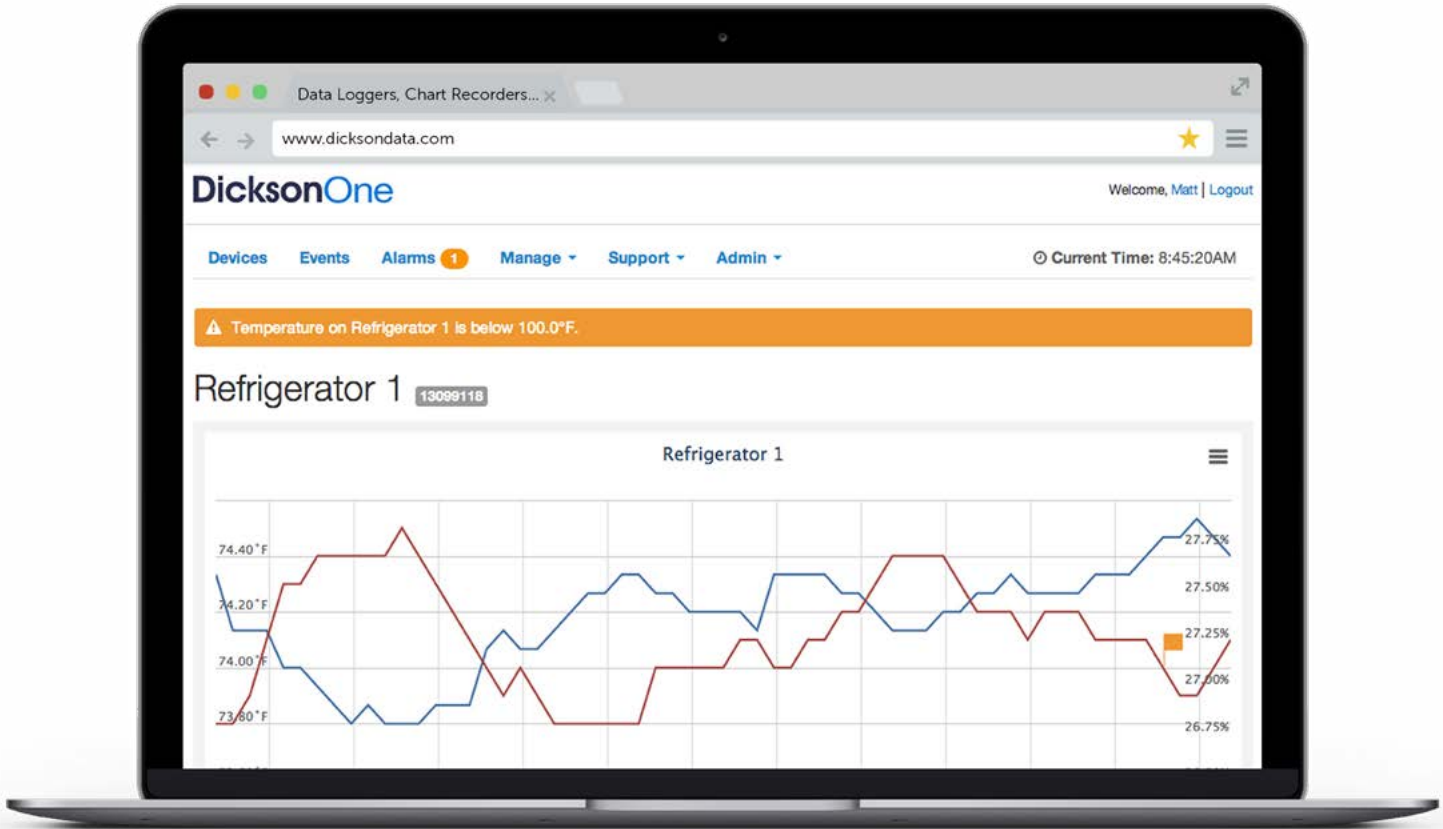 Data Loggers, Chart Recorders...
www.dicksondata.com
DicksonOne
Welcome, Matt | Logout
Devices Events Alarms 1 Manage Support Admin Current Time: 8:45:20AM
Temperature on Refrigerator 1 is below 100.0°F.
Refrigerator 1 13099118
Refrigerator 1
74.40°F 27.75%
27.50%
74.20°F
27.25%
74.00°F
27.00%
73.80°F
26.75%